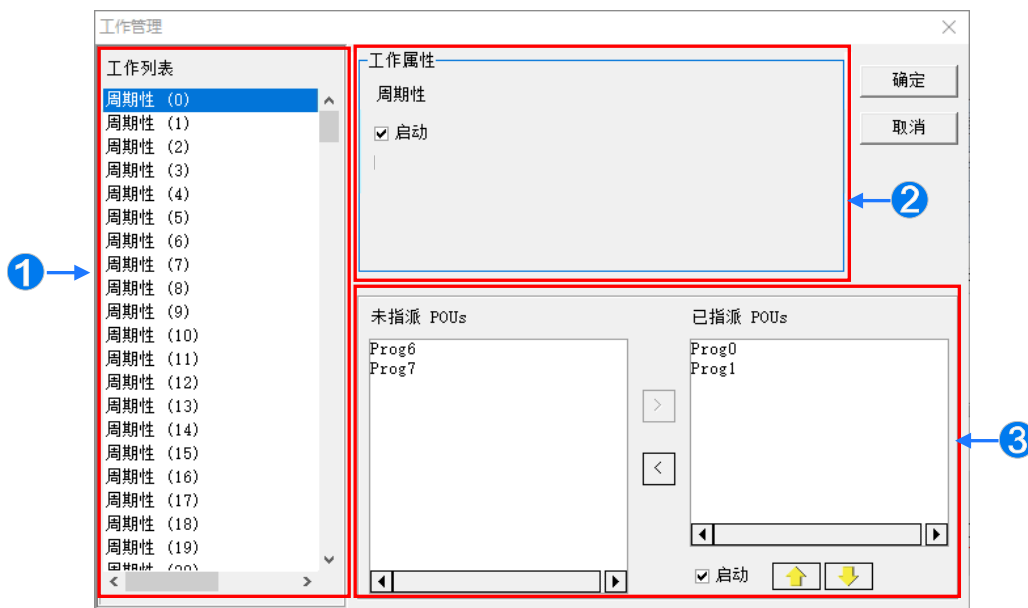 工作管理
工作列表
周期性 (0)
周期性 (1)
周期性 (2)
周期性 (3)
周期性 (4)
周期性 (5)
周期性 (6)
周期性 (7)
周期性 (8)
周期性 (9)
周期性 (10)
周期性 (11)
周期性 (12)
周期性 (13)
周期性 (14)
周期性 (15)
周期性 (16)
周期性 (17)
周期性 (18)
周期性 (19)
周期性 (20)
1
工作属性
周期性
启动
确定
取消
2
未指派 POUs
Prog6
Prog7
>
<
已指派 POUs
Prog0
Prog1
启动
3